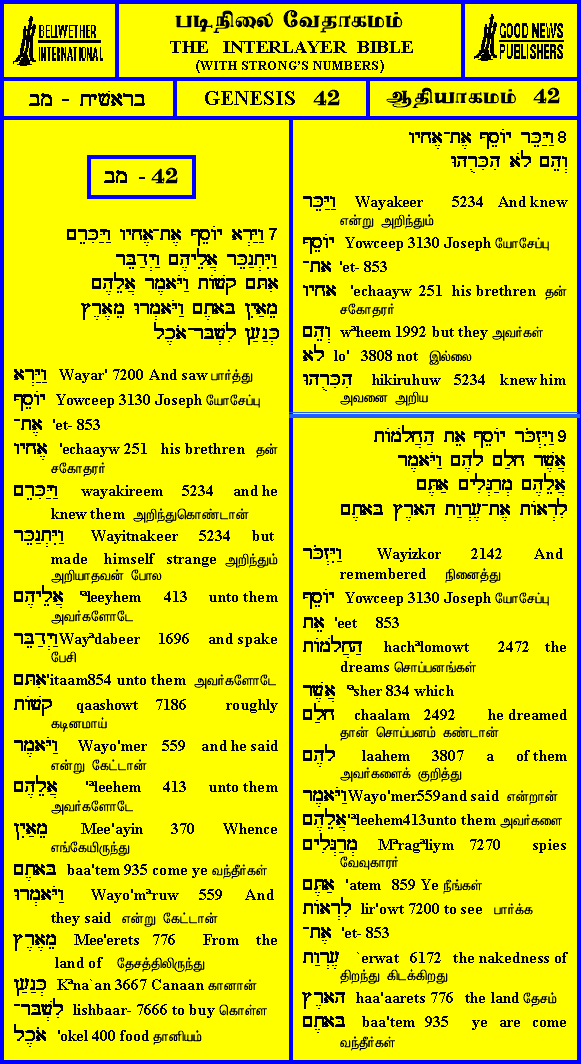 BELLWETHER
INTERNATIONAL
படிநிலை வேதாகமம்
THE INTERLAYER BIBLE
(WITH STRONG'S NUMBERS)
GOOD NEWS
PUBLISHERS
בראשית - מב
GENESIS 42
ஆதியாகமம் 42
מב - 42
7 וַיַּרְא יוֹסֵף אֶת־אֶחָיו וַיַּכִּרֵם
וַיִּתְנַכֵּר אֲלֵיהֶם וַיְדַבֵּר
אִתָּם קָשׁוֹת וַיֹּאמֶר אֲלֵהֶם
מֵאַיִן בָּאתֶם וַיֹּאמְרוּ מֵאֶרֶץ
כְּנַעַן לִשְׁבָּר־אֹכֶל
וַיַּרְא Wayar' 7200 And saw பார்த்து
יוֹסֵף Yowceep 3130 Joseph யோசேப்பு
אֶת־ 'et- 853
אֶחָיו 'echaayw 251 his brethren தன்
சகோதரர்
וַיַּכִּרֵם wayakireem 5234 and he
knew them அறிந்துகொண்டான்
וַיִּתְנַכֵּר Wayitnakeer 5234 but
made himself strange அறிந்தும்
அறியாதவன் போல
אֲלֵיהֶם 'ªleeyhem 413 unto them
அவர்களோடே
וַיְדַבֵּר Wayªdabeer 1696 and spake
பேசி
אִתָּם 'itaam854 unto them அவர்களோடே
קָשׁוֹת qaashowt 7186 roughly
கடினமாய்
וַיֹּאמֶר Wayo'mer 559 and he said
என்று கேட்டான்
אֲלֵהֶם 'ªleehem 413 unto them
அவர்களோடே
מֵאַיִן Mee'ayin 370 Whence
எங்கேயிருந்து
בָּאתֶם baa'tem 935 come ye வந்தீர்கள்
וַיֹּאמְרוּ Wayo'mªruw 559 And
they said என்று கேட்டான்
מֵאֶרֶץ Mee'erets 776 From the
land of தேசத்திலிருந்து
כְּנַעַן Kªna`an 3667 Canaan கானான்
לִשְׁבָּר־ lishbaar- 7666 to buy கொள்ள
אֹכֶל 'okel 400 food தானியம்
8 וַיַּכֵּר יוֹסֵף אֶת־אֶחָיו
וְהֵם לֹא הִכִּרֻהוּ
וַיַּכֵּר Wayakeer 5234 And knew
என்று அறிந்தும்
יוֹסֵף Yowceep 3130 Joseph யோசேப்பு
אֶת־ 'et- 853
אֶחָיו 'echaayw 251 his brethren தன்
சகோதரர்
וְהֵם wªheem 1992 but they அவர்கள்
לֹא lo' 3808 not இல்லை
הִכִּרֻהוּ hikiruhuw 5234 knew him
அவனை அறிய
9 וַיִּזְכֹּר יוֹסֵף אֵת הַחֲלֹמוֹת
אֲשֶׁר חָלַם לָהֶם וַיֹּאמֶר
אֲלֵהֶם מְרַגְּלִים אַתֶּם
לִרְאוֹת אֶת־עֶרְוַת הָאָרֶץ בָּאתֶם
וַיִּזְכֹּר Wayizkor 2142 And
remembered நினைத்து
יוֹסֵף Yowceep 3130 Joseph யோசேப்பு
אֵת 'eet 853
הַחֲלֹמוֹת hachªlomowt 2472 the
dreams சொப்பனங்கள்
אֲשֶׁר 'ªsher 834 which
חָלַם chaalam 2492 he dreamed
தான் சொப்பனம் கண்டான்
לָהֶם laahem 3807 a of them
அவர்களைக் குறித்து
וַיֹּאמֶר Wayo'mer559and said என்றான்
אֲלֵהֶם 'ªleehem413unto them அவர்களை
מְרַגְּלִים Mªragªliym 7270 spies
வேவுகாரர்
אַתֶּם 'atem 859 Ye நீங்கள்
לִרְאוֹת lir'owt 7200 to see பார்க்க
אֶת־ 'et- 853
עֶרְוַת `erwat 6172 the nakedness of
திறந்து கிடக்கிறது
הָאָרֶץ haa'aarets 776 the land தேசம்
בָּאתֶם baa'tem 935 ye are come
வந்தீர்கள்